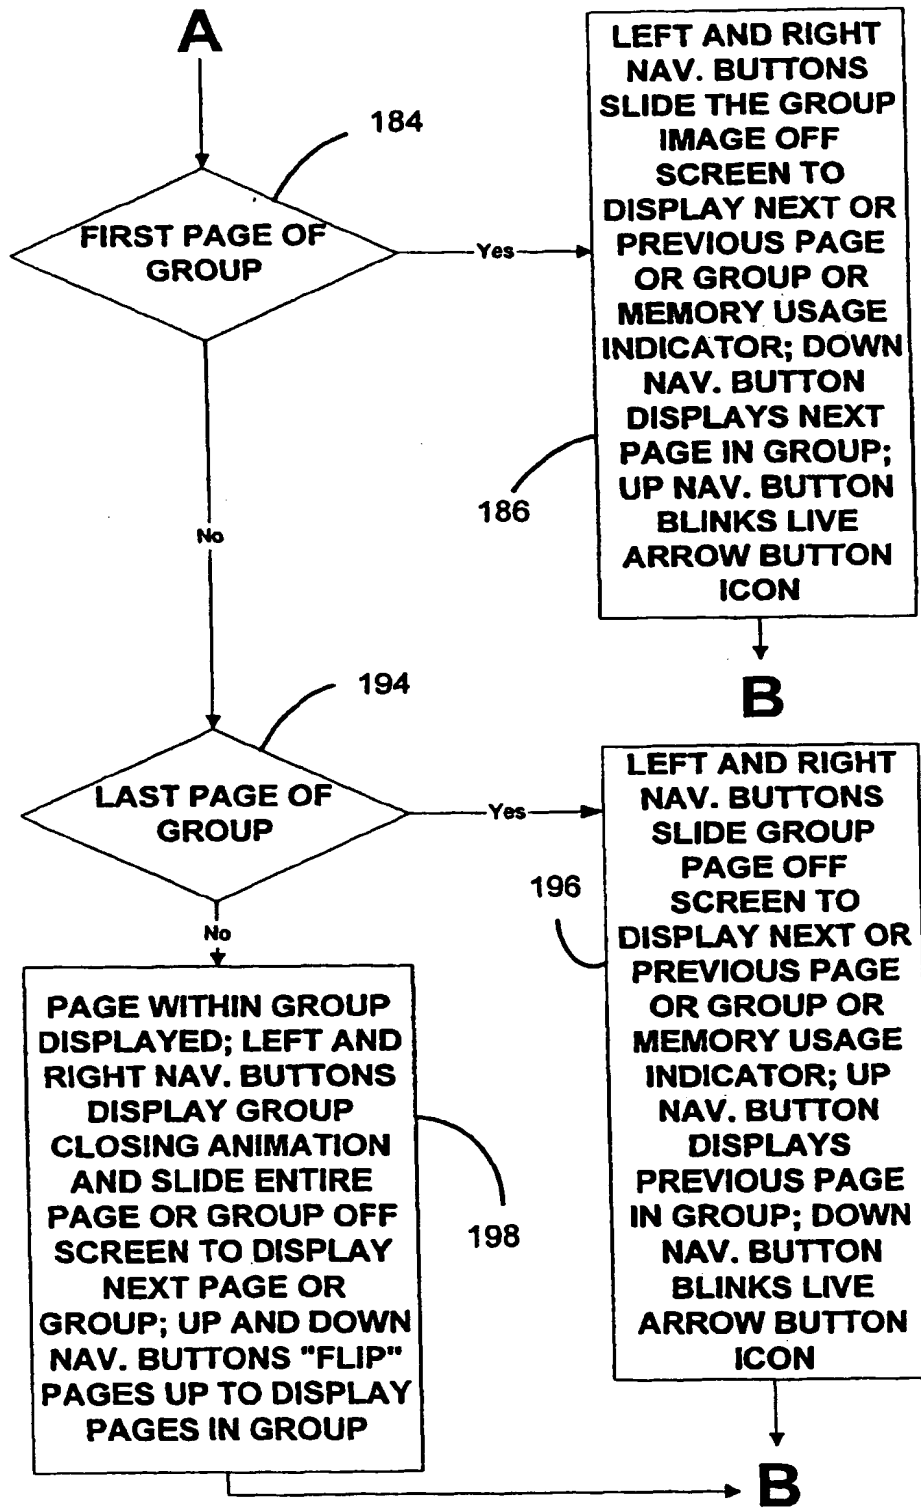 A
184
FIRST PAGE OF
GROUP
Yes
LEFT AND RIGHT
NAV. BUTTONS
SLIDE THE GROUP
IMAGE OFF
SCREEN TO
DISPLAY NEXT OR
PREVIOUS PAGE
OR GROUP OR
MEMORY USAGE
INDICATOR; DOWN
NAV. BUTTON
DISPLAYS NEXT
PAGE IN GROUP;
UP NAV. BUTTON
BLINKS LIVE
ARROW BUTTON
ICON
186
B
No
194
LAST PAGE OF
GROUP
Yes
LEFT AND RIGHT
NAV. BUTTONS
SLIDE GROUP
PAGE OFF
SCREEN TO
DISPLAY NEXT OR
PREVIOUS PAGE
OR GROUP OR
MEMORY USAGE
INDICATOR; UP
NAV. BUTTON
DISPLAYS
PREVIOUS PAGE
IN GROUP; DOWN
NAV. BUTTON
BLINKS LIVE
ARROW BUTTON
ICON
196
No
PAGE WITHIN GROUP
DISPLAYED; LEFT AND
RIGHT NAV. BUTTONS
DISPLAY GROUP
CLOSING ANIMATION
AND SLIDE ENTIRE
PAGE OR GROUP OFF
SCREEN TO DISPLAY
NEXT PAGE OR
GROUP; UP AND DOWN
NAV. BUTTONS "FLIP"
PAGES UP TO DISPLAY
PAGES IN GROUP
198
B